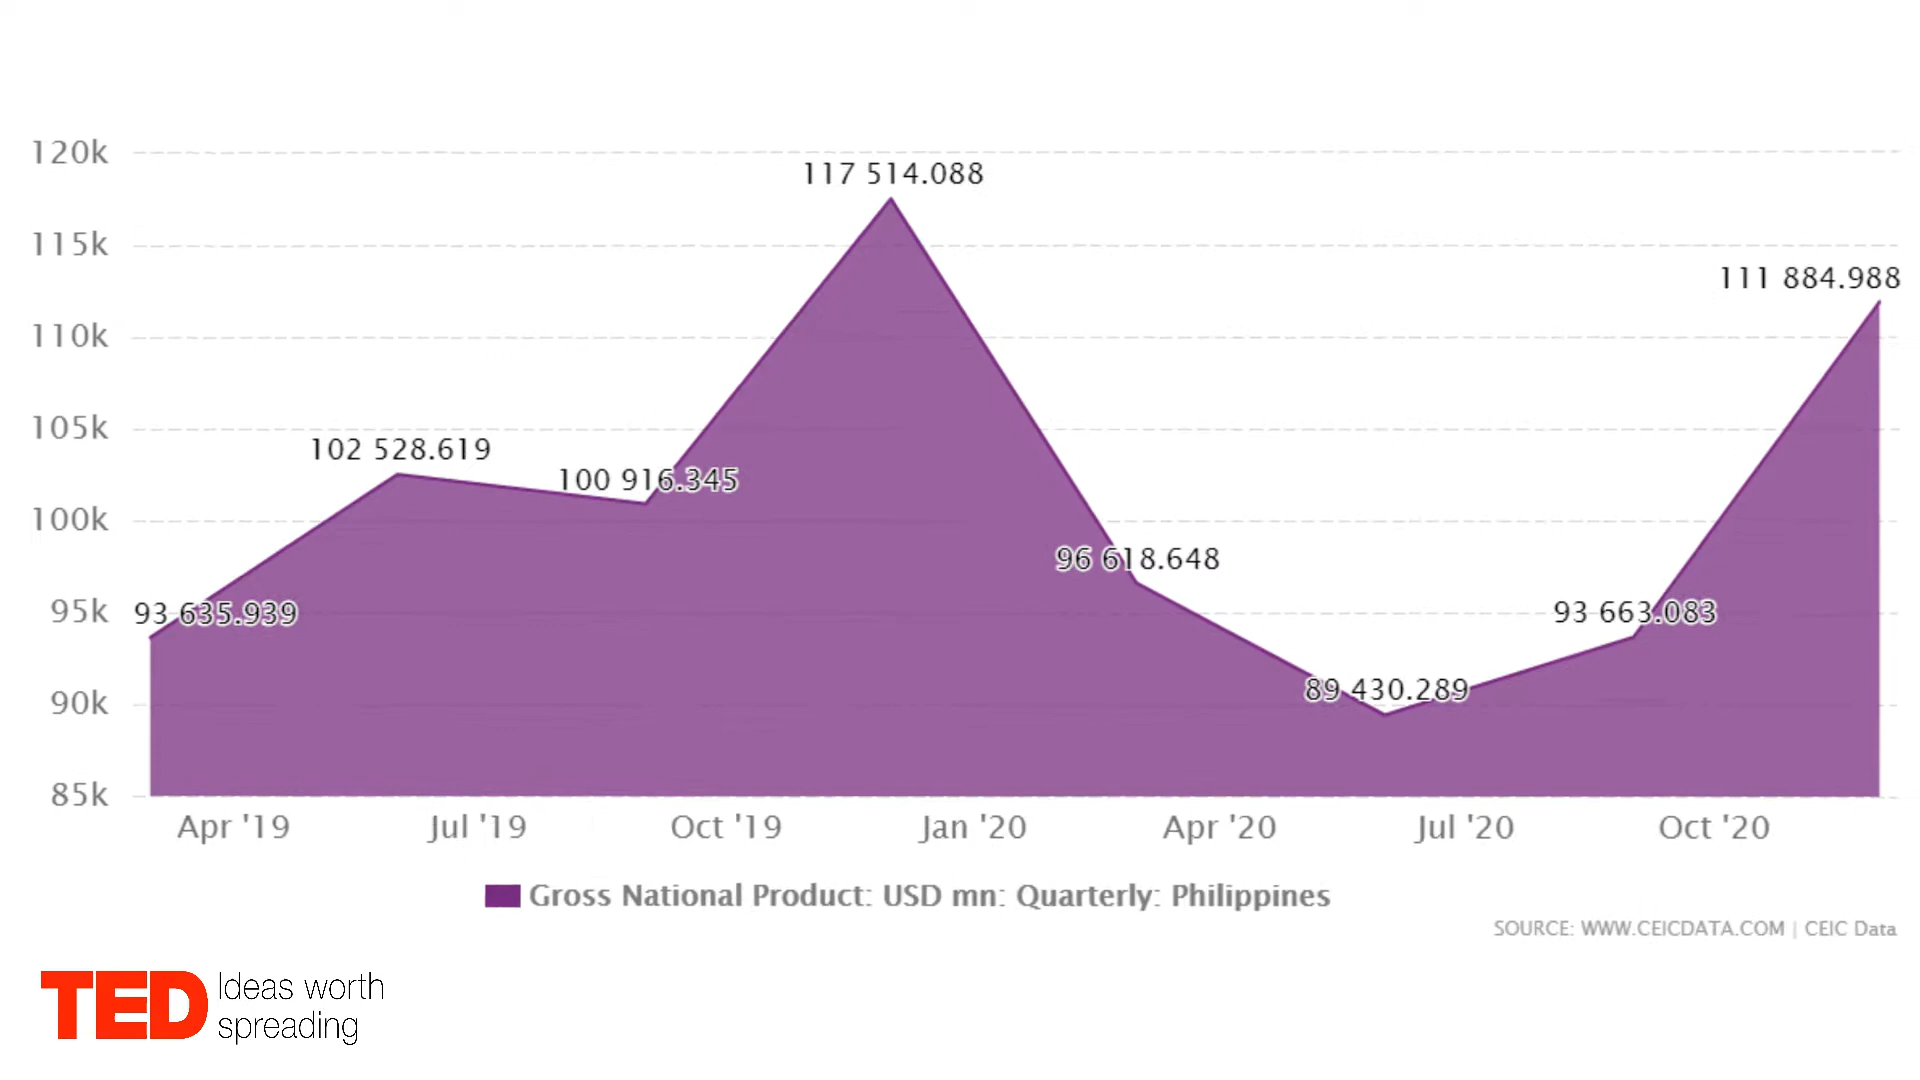 120k
117 514.088
115k
111 884.988
110k
105k
102 528.619
100 916.345
100k
96 618.648
95k
93 635.939
93 663.083
90k
89 430.289
85k
Apr '19 Jul '19 Oct '19 Jan '20 Apr '20 Jul '20 Oct '20
Gross National Product: USD mn: Quarterly: Philippines
SOURCE: WWW.CEICDATA.COM | CEIC Data
TED Ideas worth
spreading